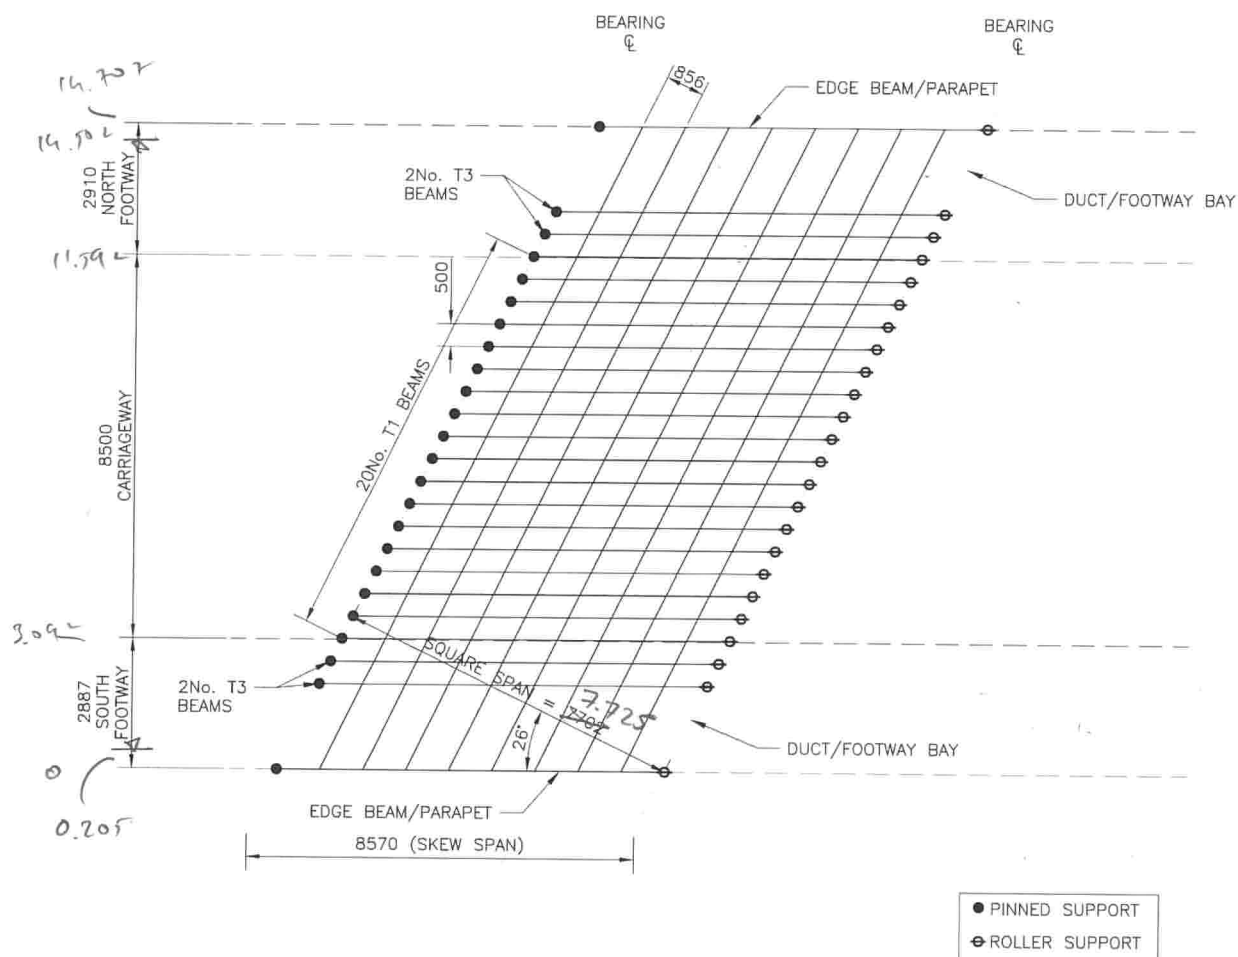 BEARING
℄
BEARING
℄
14.707
856
EDGE BEAM/PARAPET
14.502
2910
NORTH
FOOTWAY
2No. T3
BEAMS
DUCT/FOOTWAY BAY
11.592
500
20No. T1 BEAMS
8500
CARRIAGEWAY
3.092
2887
SOUTH
FOOTWAY
2No. T3
BEAMS
SQUARE SPAN = 7702
7.725
26°
DUCT/FOOTWAY BAY
0
0.205
EDGE BEAM/PARAPET
8570 (SKEW SPAN)
PINNED SUPPORT
ROLLER SUPPORT